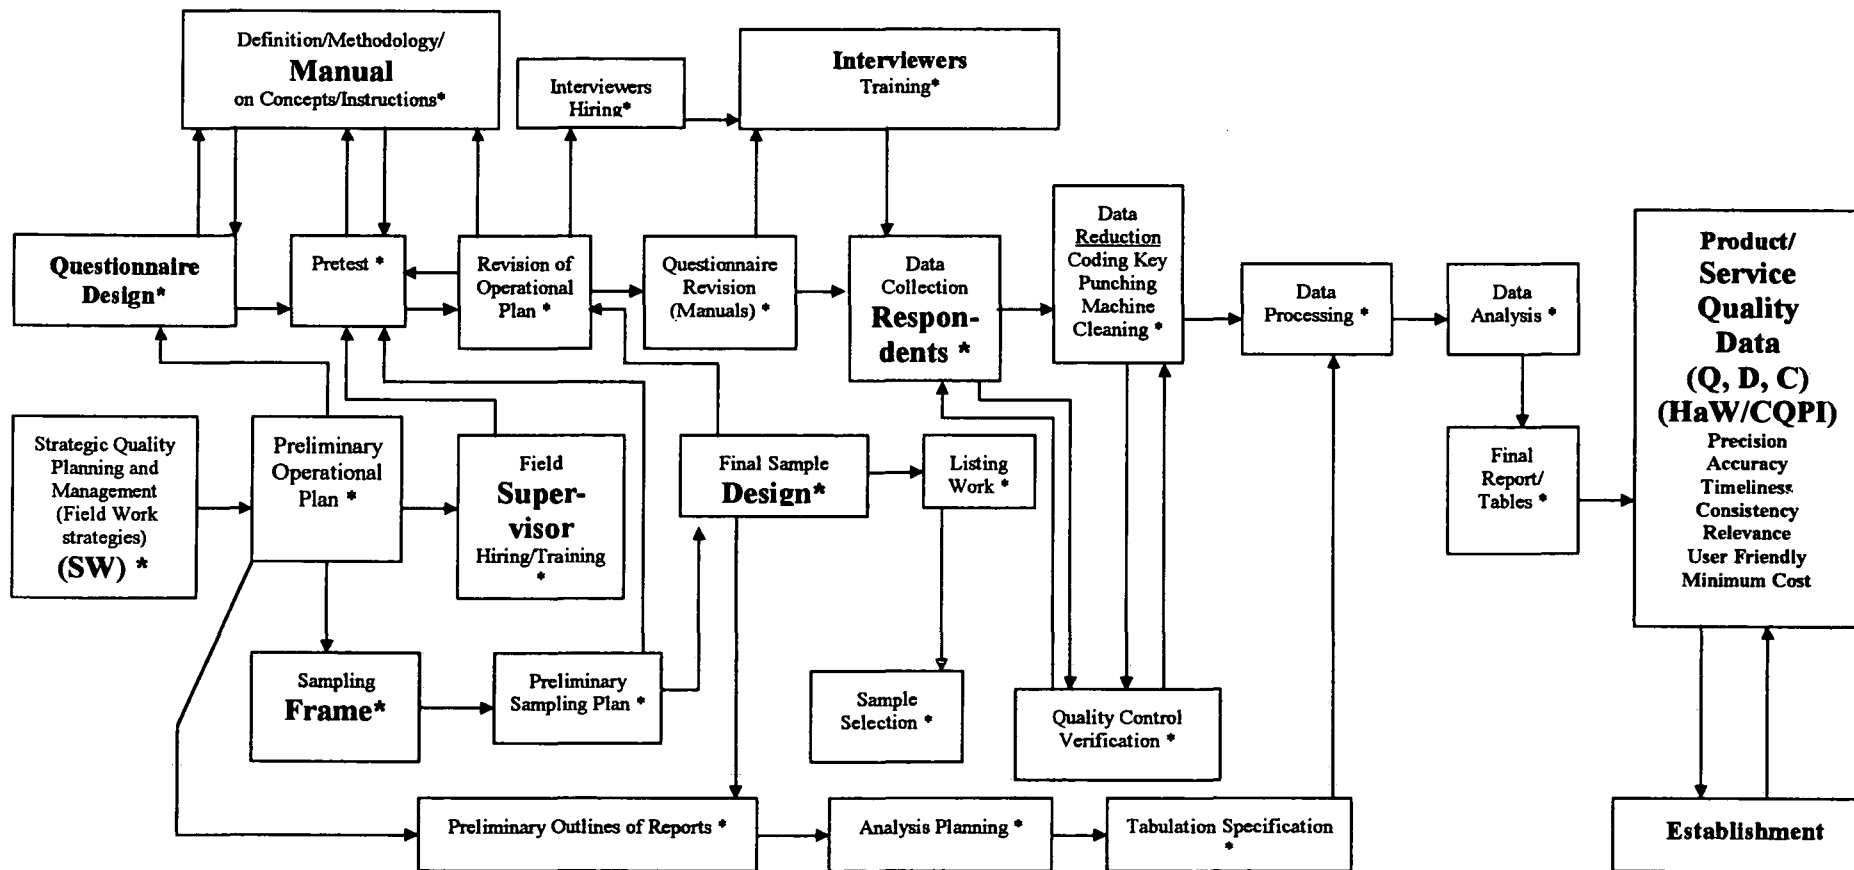 Definition/Methodology/
Manual
on Concepts/Instructions*
Interviewers
Hiring*
Interviewers
Training*
Questionnaire
Design*
Pretest *
Revision of
Operational
Plan *
Questionnaire
Revision
(Manuals) *
Data
Collection
Respon-
dents *
Data
Reduction
Coding Key
Punching
Machine
Cleaning *
Data
Processing *
Data
Analysis *
Product/
Service
Quality
Data
(Q, D, C)
(HaW/CQPI)
Precision
Accuracy
Timeliness
Consistency
Relevance
User Friendly
Minimum Cost
Strategic Quality
Planning and
Management
(Field Work
strategies)
(SW) *
Preliminary
Operational
Plan *
Field
Super-
visor
Hiring/Training
*
Final Sample
Design*
Listing
Work *
Final
Report/
Tables *
Sampling
Frame*
Preliminary
Sampling Plan *
Sample
Selection *
Quality Control
Verification *
Preliminary Outlines of Reports *
Analysis Planning *
Tabulation Specification
*
Establishment